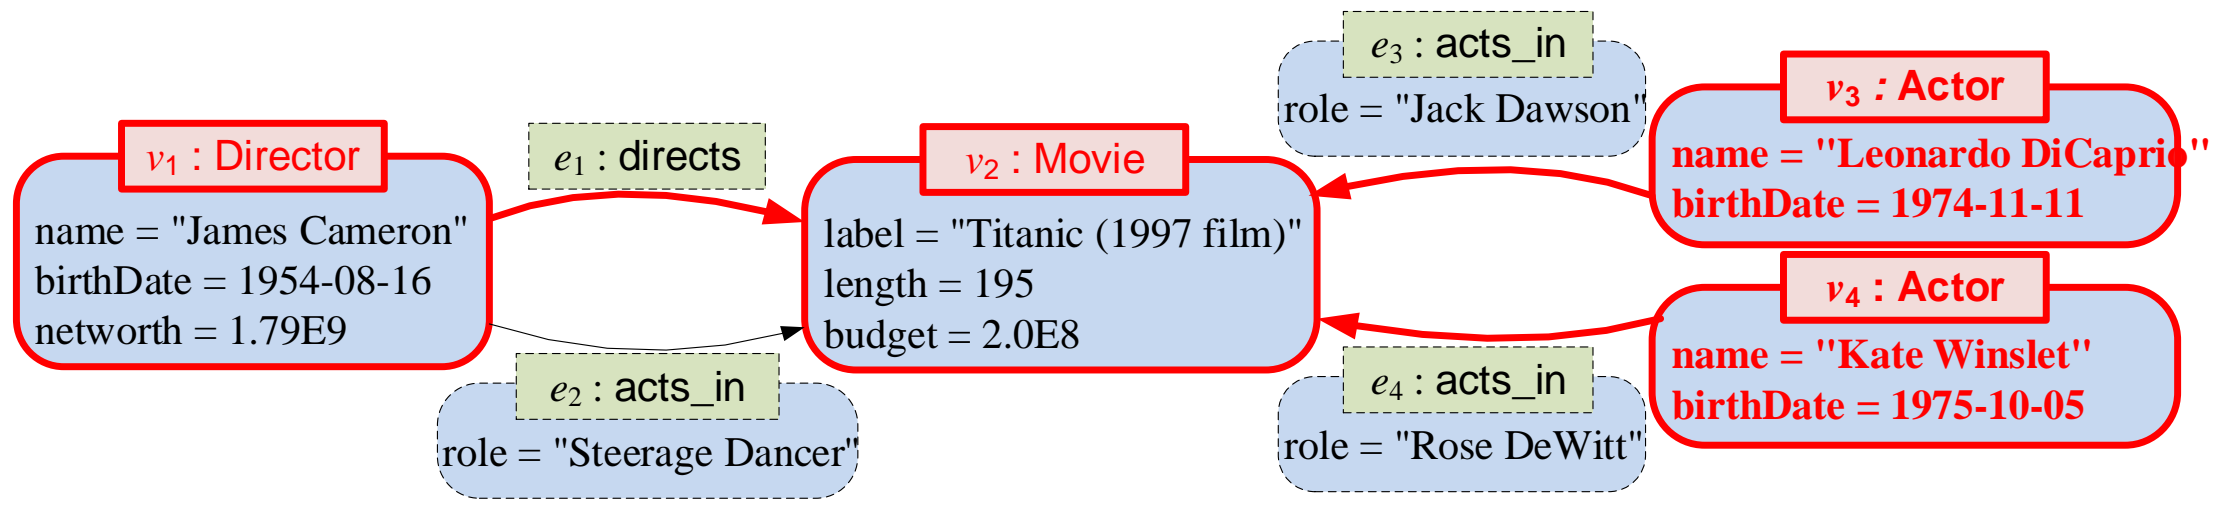 v₁ : Director
name = "James Cameron"
birthDate = 1954-08-16
networth = 1.79E9
e₁ : directs
e₂ : acts_in
role = "Steerage Dancer"
v₂ : Movie
label = "Titanic (1997 film)"
length = 195
budget = 2.0E8
e₃ : acts_in
role = "Jack Dawson"
v₃ : Actor
name = "Leonardo DiCaprio"
birthDate = 1974-11-11
e₄ : acts_in
role = "Rose DeWitt"
v₄ : Actor
name = "Kate Winslet"
birthDate = 1975-10-05